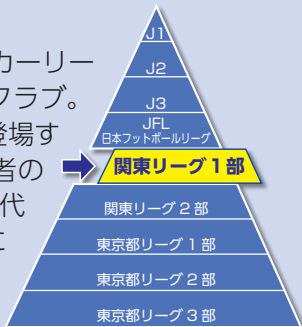 カーリー
クラブ。
登場す
者の
代
J1
J2
J3
JFL
日本フットボールリーグ
関東リーグ1部
関東リーグ2部
東京都リーグ1部
東京都リーグ2部
東京都リーグ3部